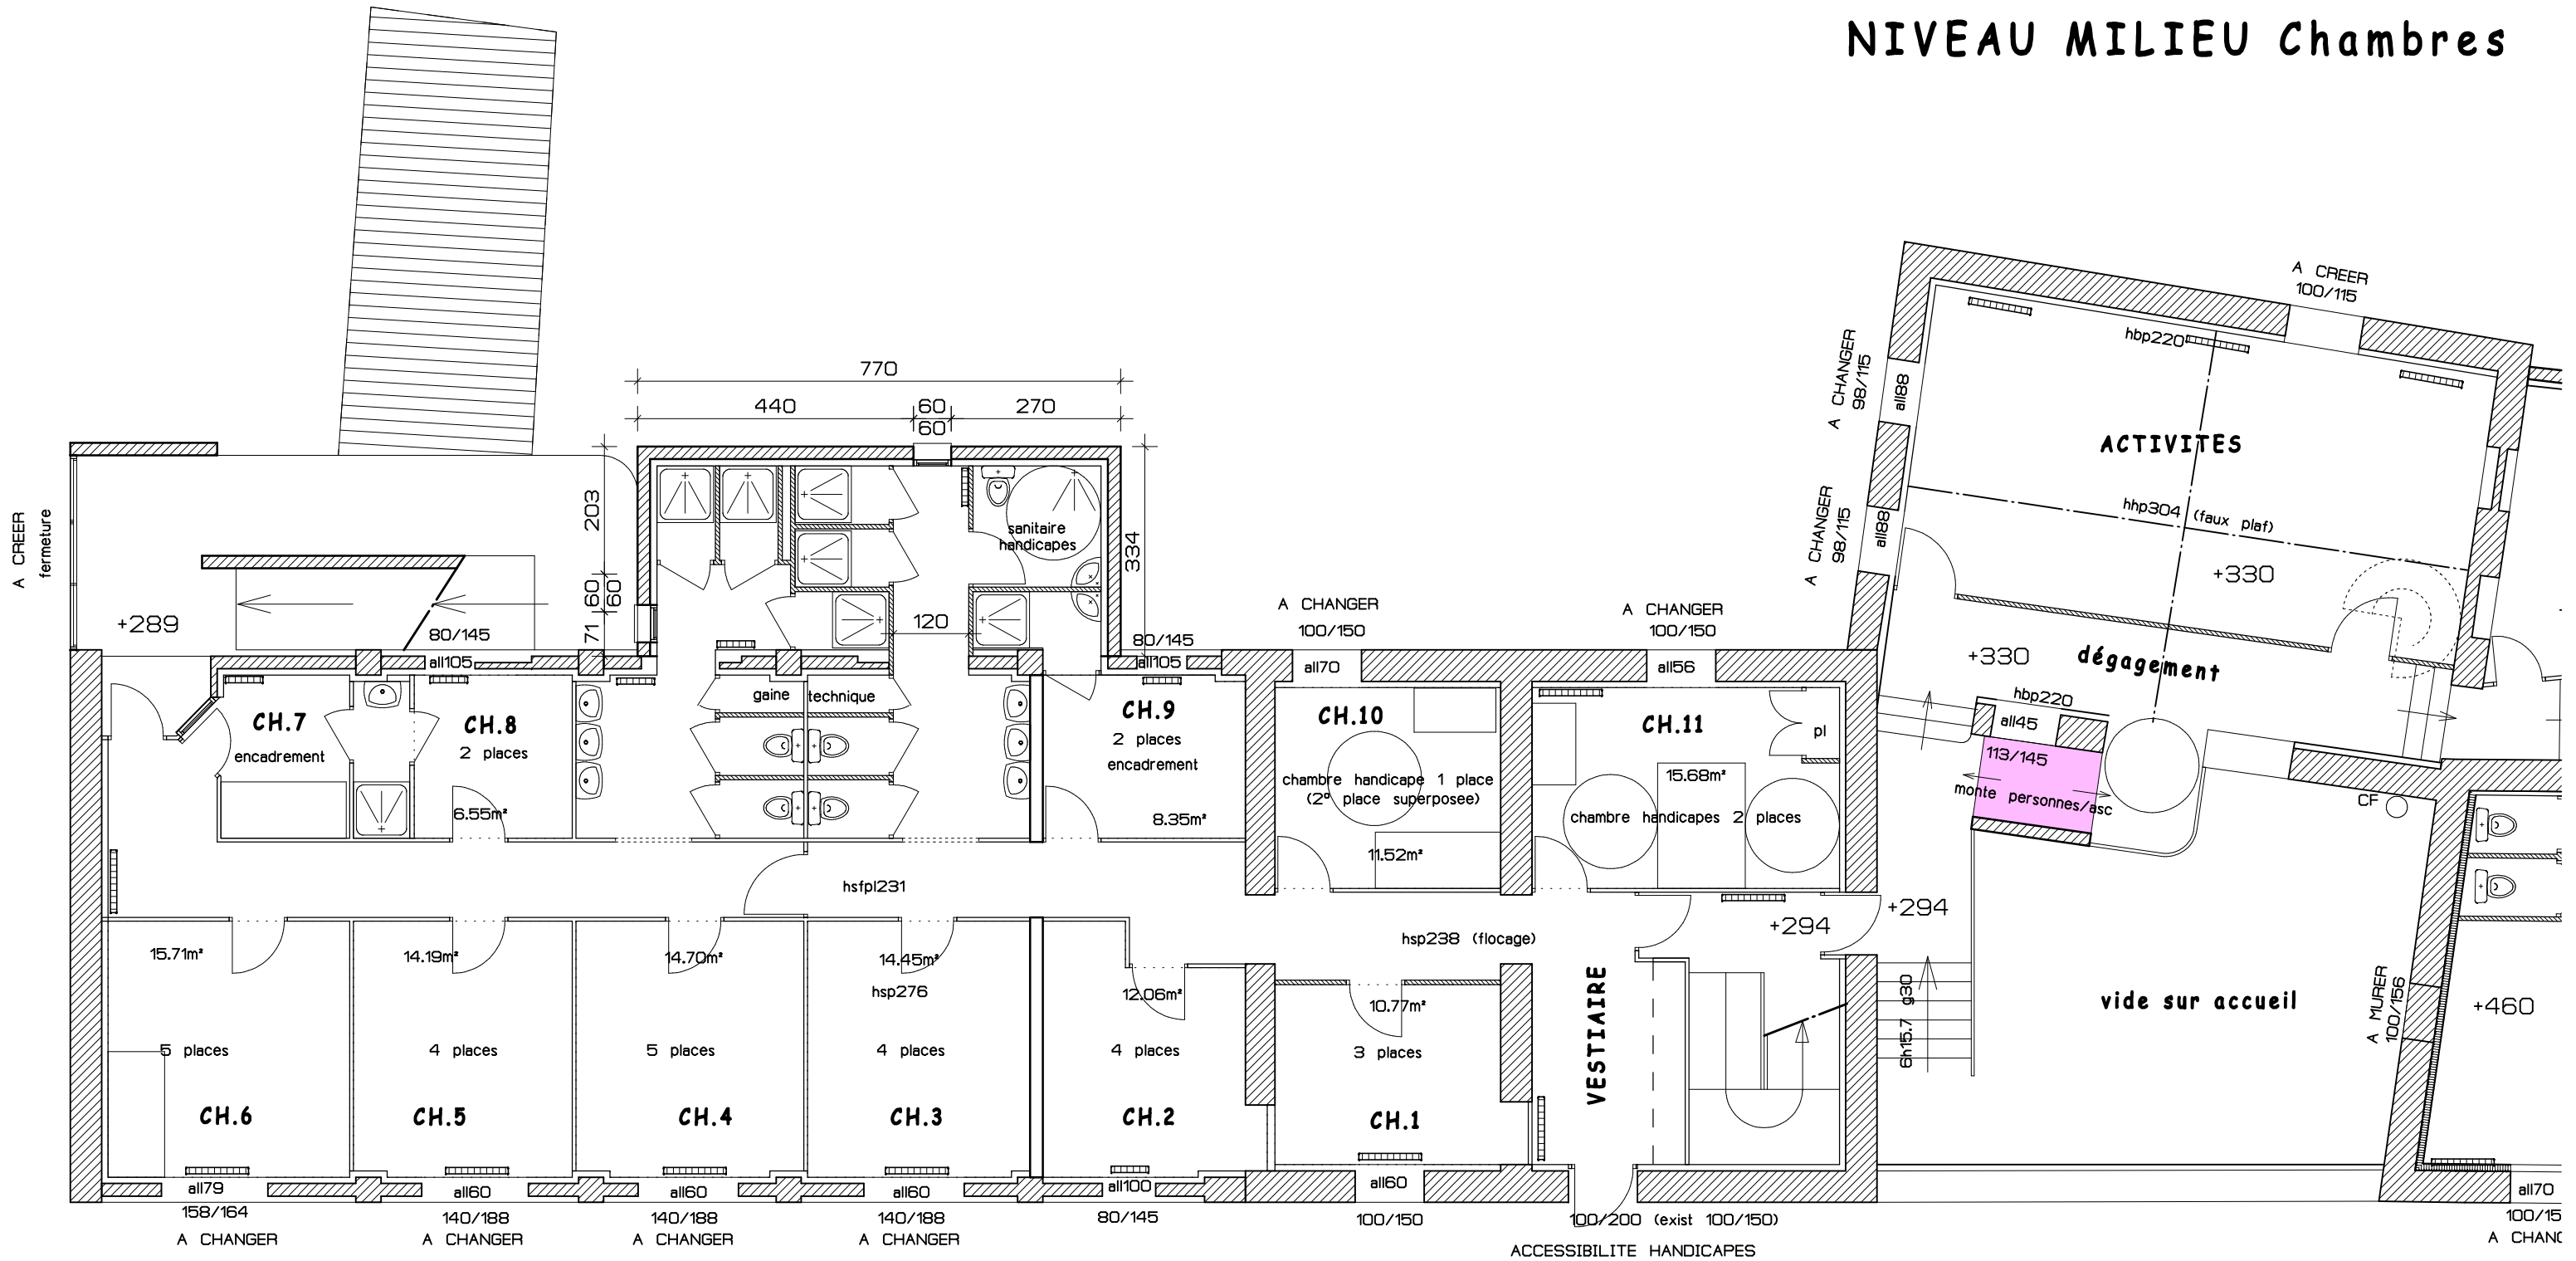 NIVEAU MILIEU Chambres
A CREER
100/115
hbp220
A CHANGER
98/115
all88
ACTIVITES
770
440
60
270
60
A CREER
fermeture
203
60
60
71
334
sanitaire
handicapes
120
A CHANGER
98/115
all88
hhp304 (faux plaf)
+330
+289
80/145
all105
80/145
all105
A CHANGER
100/150
all70
A CHANGER
100/150
all56
+330
dégagement
hbp220
all45
113/145
monte personnes/asc
CF
CH.7
encadrement
CH.8
2 places
6.55m²
gaine technique
CH.9
2 places
encadrement
8.35m²
CH.10
chambre handicape 1 place
(2° place superposee)
11.52m²
CH.11
pl
15.68m²
chambre handicapes 2 places
hsfpl231
+294
+294
hsp238 (flocage)
15.71m²
14.19m²
14.70m²
14.45m²
hsp276
12.06m²
10.77m²
5 places
4 places
5 places
4 places
4 places
3 places
VESTIAIRE
6h15.7 g30
vide sur accueil
A MURER
100/156
+460
CH.6
CH.5
CH.4
CH.3
CH.2
CH.1
all79
all60
all60
all60
all100
all60
all70
158/164
A CHANGER
140/188
A CHANGER
140/188
A CHANGER
140/188
A CHANGER
80/145
100/150
100/200 (exist 100/150)
ACCESSIBILITE HANDICAPES
100/15
A CHANG